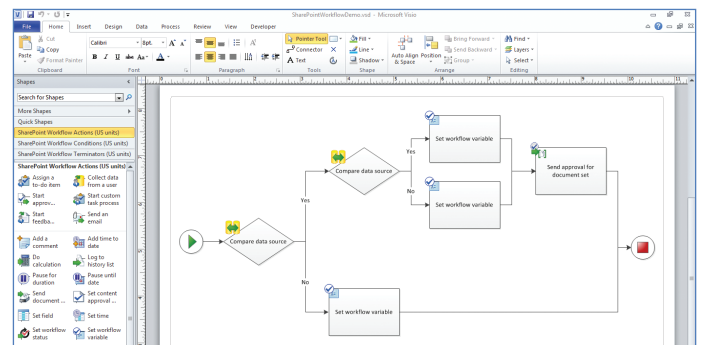 SharePointWorkflowDemo.vsd - Microsoft Visio
File Home Insert Design Data Process Review View Developer
Cut
Copy
Format Painter
Paste
Clipboard
Calibri 8pt.
Font
Paragraph
Pointer Tool
Connector
Text
Tools
Fill
Line
Shadow
Shape
Auto Align & Space
Position
Bring Forward
Send Backward
Group
Arrange
Find
Layers
Select
Editing
Shapes
Search for Shapes
More Shapes
Quick Shapes
SharePoint Workflow Actions (US units)
SharePoint Workflow Conditions (US units)
SharePoint Workflow Terminators (US units)
SharePoint Workflow Actions (US units)
Assign a to-do item
Collect data from a user
Start approv...
Start custom task process
Start feedba...
Send an email
Add a comment
Add time to date
Do calculation
Log to history list
Pause for duration
Pause until date
Send document ...
Set content approval ...
Set field
Set time
Set workflow status
Set workflow variable
Compare data source
Yes
No
Compare data source
Yes
No
Set workflow variable
Set workflow variable
Send approval for document set
Set workflow variable